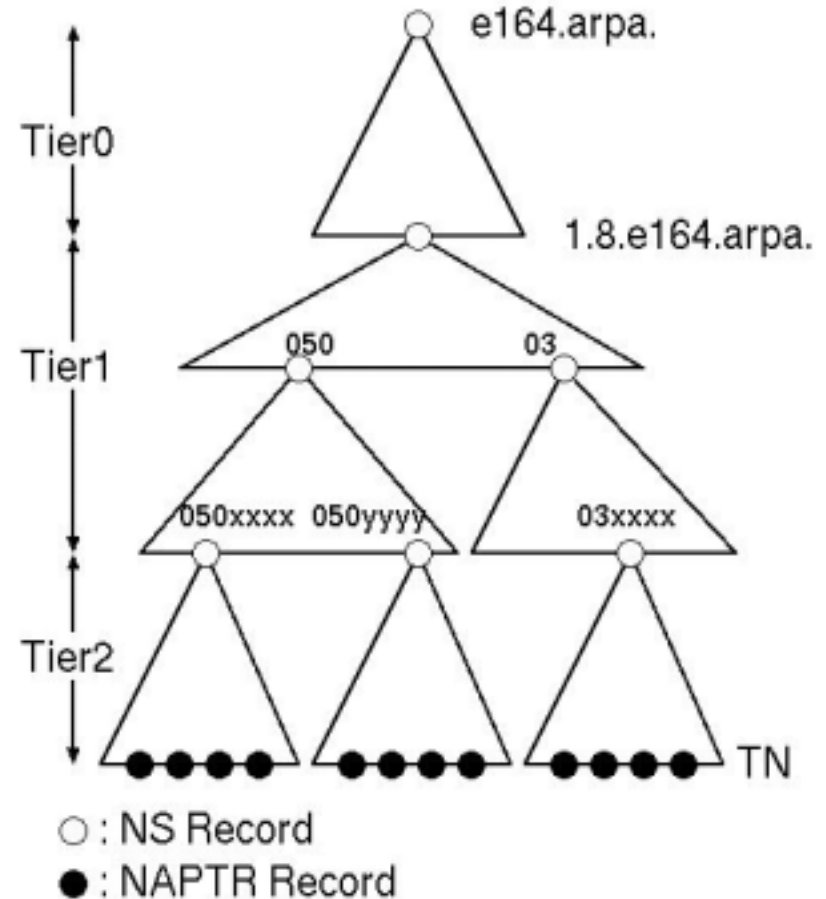 e164.arpa.
Tier0
1.8.e164.arpa.
050
03
Tier1
050xxxx
050yyyy
03xxxx
Tier2
TN
: NS Record
: NAPTR Record